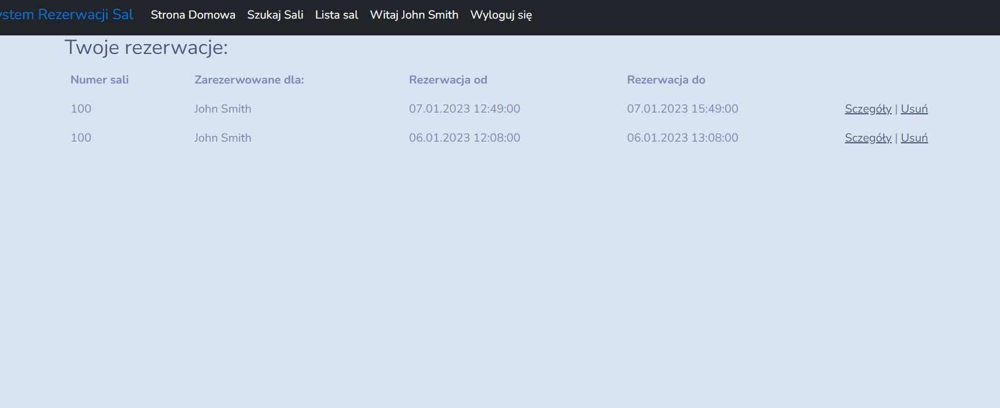 ystem Rezerwacji Sal Strona Domowa Szukaj Sali Lista sal Witaj John Smith Wyloguj się
Twoje rezerwacje:
Numer sali Zarezerwowane dla: Rezerwacja od Rezerwacja do
100 John Smith 07.01.2023 12:49:00 07.01.2023 15:49:00 Sczegóły | Usuń
100 John Smith 06.01.2023 12:08:00 06.01.2023 13:08:00 Sczegóły | Usuń